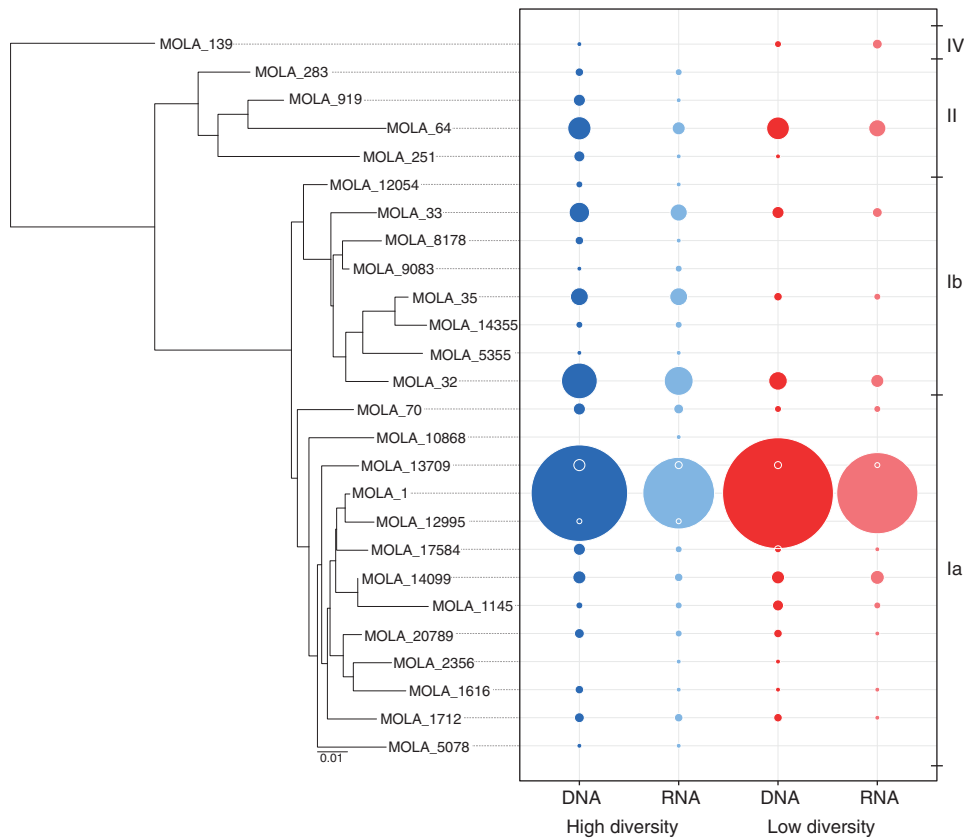 MOLA_139
IV
MOLA_283
MOLA_919
II
MOLA_64
MOLA_251
MOLA_12054
MOLA_33
MOLA_8178
MOLA_9083
Ib
MOLA_35
MOLA_14355
MOLA_5355
MOLA_32
MOLA_70
MOLA_10868
MOLA_13709
MOLA_1
MOLA_12995
MOLA_17584
Ia
MOLA_14099
MOLA_1145
MOLA_20789
MOLA_2356
MOLA_1616
MOLA_1712
MOLA_5078
0.01
DNA RNA DNA RNA
High diversity Low diversity